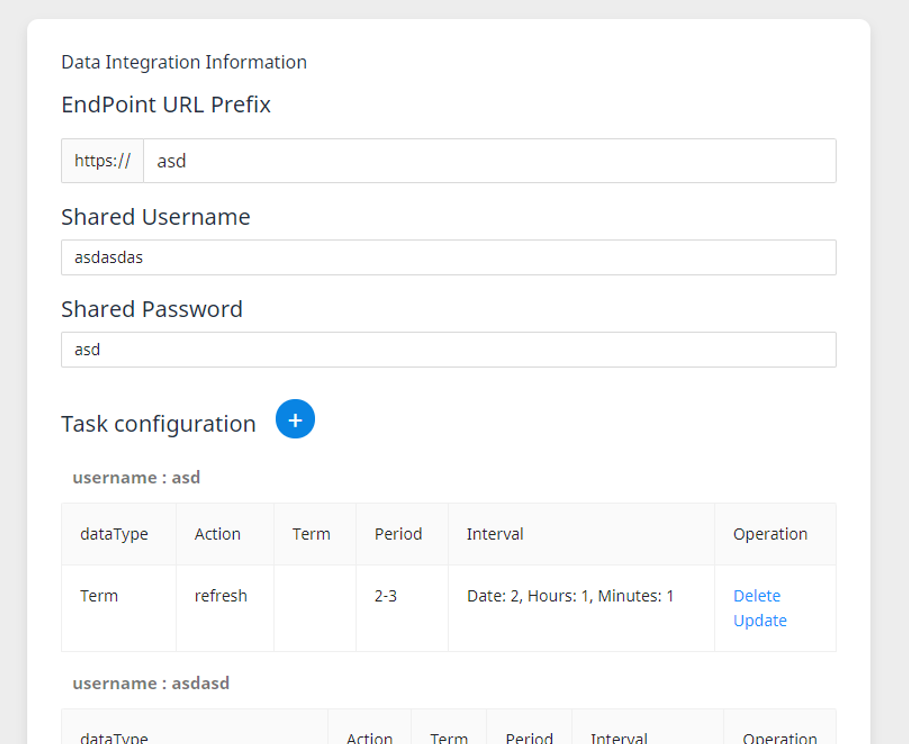 Data Integration Information
EndPoint URL Prefix
https:// asd
Shared Username
asdasdas
Shared Password
asd
Task configuration +
username : asd
dataType Action Term Period Interval Operation
Term refresh 2-3 Date: 2, Hours: 1, Minutes: 1 Delete
Update
username : asdasd
dataType Action Term Period Interval Operation